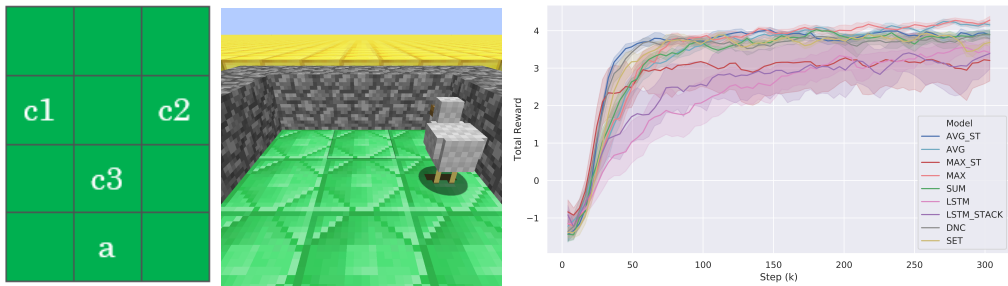 c1
c2
c3
a
Total Reward
4
3
2
1
0
−1
0
50
100
150
200
250
300
Step (k)
Model
AVG_ST
AVG
MAX_ST
MAX
SUM
LSTM
LSTM_STACK
DNC
SET